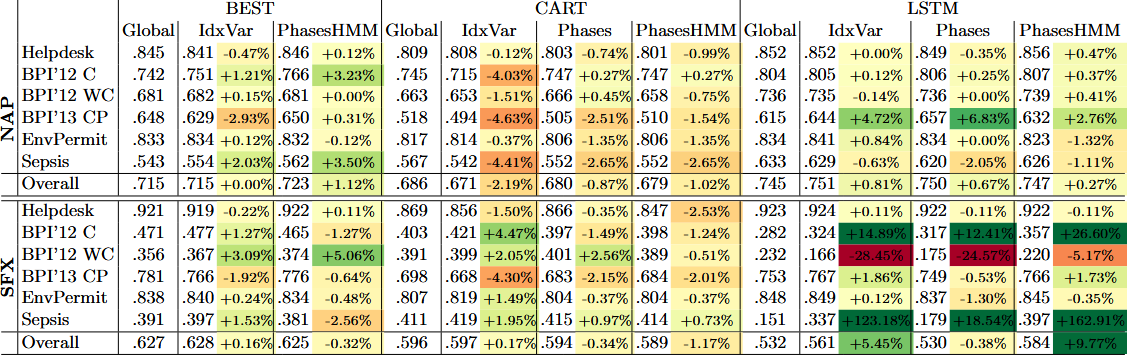 BEST CART LSTM
Global IdxVar PhasesHMM Global IdxVar Phases PhasesHMM Global IdxVar Phases PhasesHMM
NAP
Helpdesk .845 .841 -0.47% .846 +0.12% .809 .808 -0.12% .803 -0.74% .801 -0.99% .852 .852 +0.00% .849 -0.35% .856 +0.47%
BPI'12 C .742 .751 +1.21% .766 +3.23% .745 .715 -4.03% .747 +0.27% .747 +0.27% .804 .805 +0.12% .806 +0.25% .807 +0.37%
BPI'12 WC .681 .682 +0.15% .681 +0.00% .663 .653 -1.51% .666 +0.45% .658 -0.75% .736 .735 -0.14% .736 +0.00% .739 +0.41%
BPI'13 CP .648 .629 -2.93% .650 +0.31% .518 .494 -4.63% .505 -2.51% .510 -1.54% .615 .644 +4.72% .657 +6.83% .632 +2.76%
EnvPermit .833 .834 +0.12% .832 -0.12% .817 .814 -0.37% .806 -1.35% .806 -1.35% .834 .841 +0.84% .834 +0.00% .823 -1.32%
Sepsis .543 .554 +2.03% .562 +3.50% .567 .542 -4.41% .552 -2.65% .552 -2.65% .633 .629 -0.63% .620 -2.05% .626 -1.11%
Overall .715 .715 +0.00% .723 +1.12% .686 .671 -2.19% .680 -0.87% .679 -1.02% .745 .751 +0.81% .750 +0.67% .747 +0.27%
SFX
Helpdesk .921 .919 -0.22% .922 +0.11% .869 .856 -1.50% .866 -0.35% .847 -2.53% .923 .924 +0.11% .922 -0.11% .922 -0.11%
BPI'12 C .471 .477 +1.27% .465 -1.27% .403 .421 +4.47% .397 -1.49% .398 -1.24% .282 .324 +14.89% .317 +12.41% .357 +26.60%
BPI'12 WC .356 .367 +3.09% .374 +5.06% .391 .399 +2.05% .401 +2.56% .389 -0.51% .232 .166 -28.45% .175 -24.57% .220 -5.17%
BPI'13 CP .781 .766 -1.92% .776 -0.64% .698 .668 -4.30% .683 -2.15% .684 -2.01% .753 .767 +1.86% .749 -0.53% .766 +1.73%
EnvPermit .838 .840 +0.24% .834 -0.48% .807 .819 +1.49% .804 -0.37% .804 -0.37% .848 .849 +0.12% .837 -1.30% .845 -0.35%
Sepsis .391 .397 +1.53% .381 -2.56% .411 .419 +1.95% .415 +0.97% .414 +0.73% .151 .337 +123.18% .179 +18.54% .397 +162.91%
Overall .627 .628 +0.16% .625 -0.32% .596 .597 +0.17% .594 -0.34% .589 -1.17% .532 .561 +5.45% .530 -0.38% .584 +9.77%